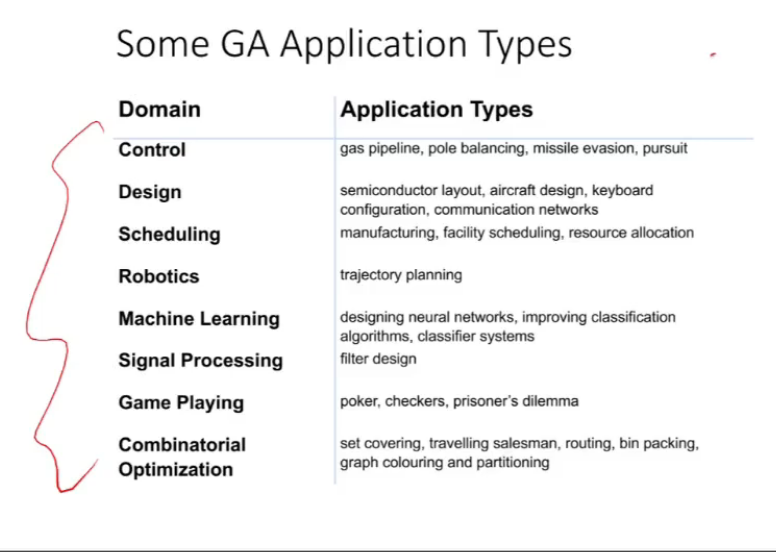 Some GA Application Types
Domain Application Types
Control gas pipeline, pole balancing, missile evasion, pursuit
Design semiconductor layout, aircraft design, keyboard
configuration, communication networks
Scheduling manufacturing, facility scheduling, resource allocation
Robotics trajectory planning
Machine Learning designing neural networks, improving classification
algorithms, classifier systems
Signal Processing filter design
Game Playing poker, checkers, prisoner's dilemma
Combinatorial set covering, travelling salesman, routing, bin packing,
Optimization graph colouring and partitioning